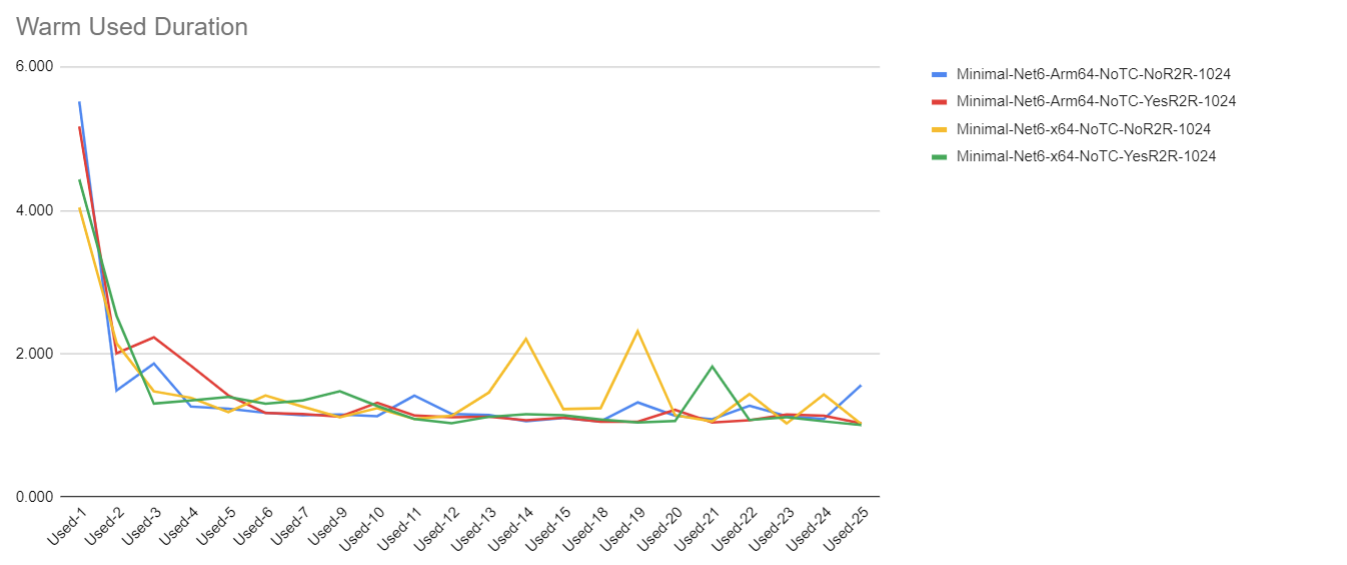 Warm Used Duration
6.000
4.000
2.000
0.000
Used-1
Used-2
Used-3
Used-4
Used-5
Used-6
Used-7
Used-9
Used-10
Used-11
Used-12
Used-13
Used-14
Used-15
Used-18
Used-19
Used-20
Used-21
Used-22
Used-23
Used-24
Used-25
Minimal-Net6-Arm64-NoTC-NoR2R-1024
Minimal-Net6-Arm64-NoTC-YesR2R-1024
Minimal-Net6-x64-NoTC-NoR2R-1024
Minimal-Net6-x64-NoTC-YesR2R-1024